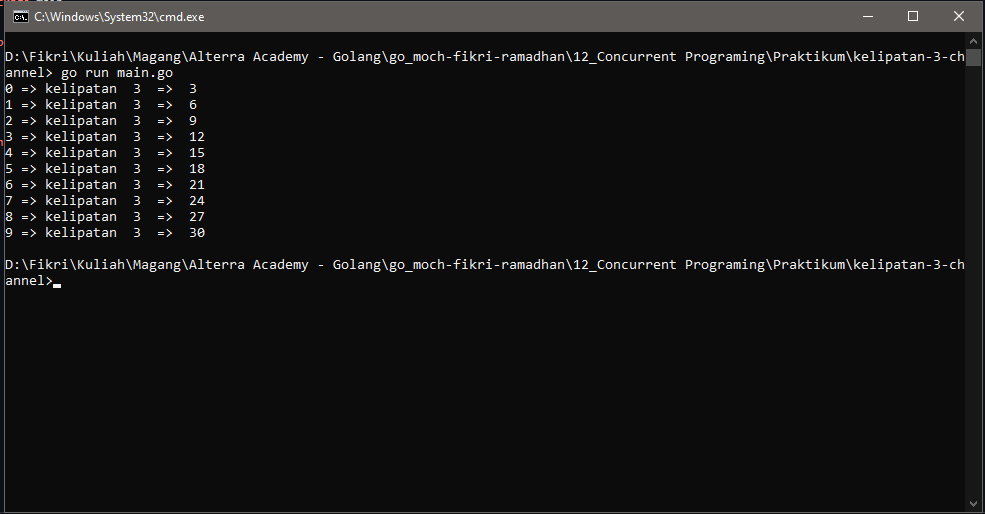 C:\Windows\System32\cmd.exe
D:\Fikri\Kuliah\Magang\Alterra Academy - Golang\go_moch-fikri-ramadhan\12_Concurrent Programing\Praktikum\kelipatan-3-ch
annel> go run main.go
0 => kelipatan  3  =>  3
1 => kelipatan  3  =>  6
2 => kelipatan  3  =>  9
3 => kelipatan  3  =>  12
4 => kelipatan  3  =>  15
5 => kelipatan  3  =>  18
6 => kelipatan  3  =>  21
7 => kelipatan  3  =>  24
8 => kelipatan  3  =>  27
9 => kelipatan  3  =>  30
D:\Fikri\Kuliah\Magang\Alterra Academy - Golang\go_moch-fikri-ramadhan\12_Concurrent Programing\Praktikum\kelipatan-3-ch
annel>